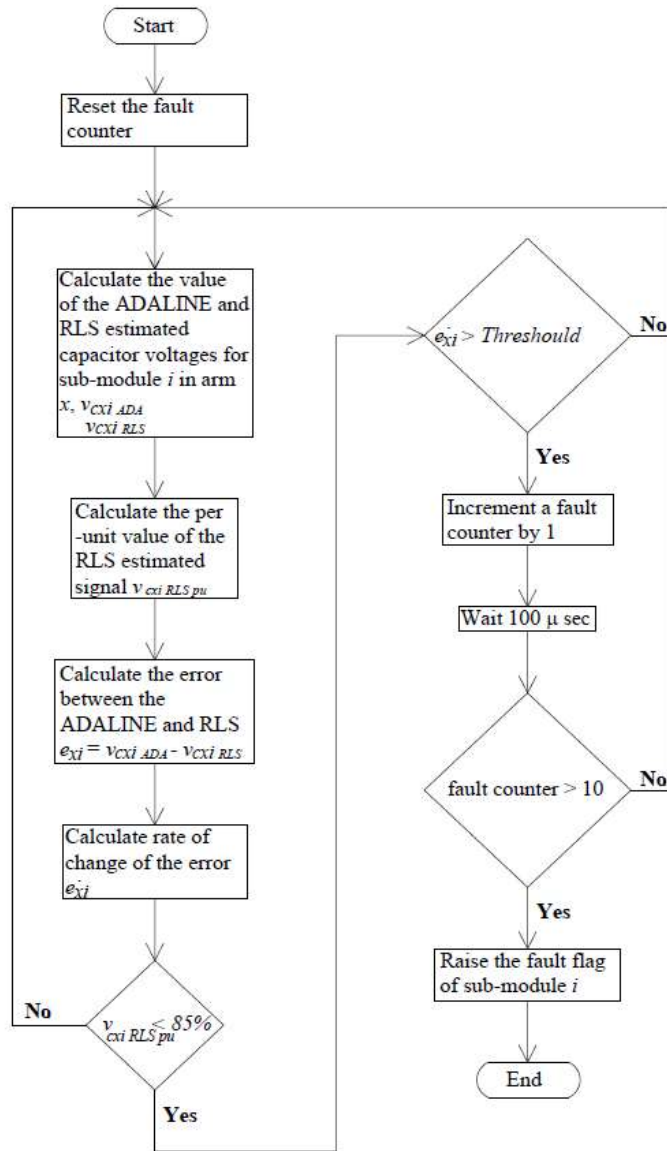 Start
Reset the fault
counter
Calculate the value
of the ADALINE and
RLS estimated
capacitor voltages for
sub-module i in arm
x, vCxi ADA
vCxi RLS
Calculate the per
-unit value of the
RLS estimated
signal vcxi RLS pu
Calculate the error
between the
ADALINE and RLS
exi = vCxi ADA - vCxi RLS
Calculate rate of
change of the error
ėxi
No
vcxi RLS pu < 85%
Yes
ėxi > Threshould
No
Yes
Increment a fault
counter by 1
Wait 100 μ sec
fault counter > 10
No
Yes
Raise the fault flag
of sub-module i
End